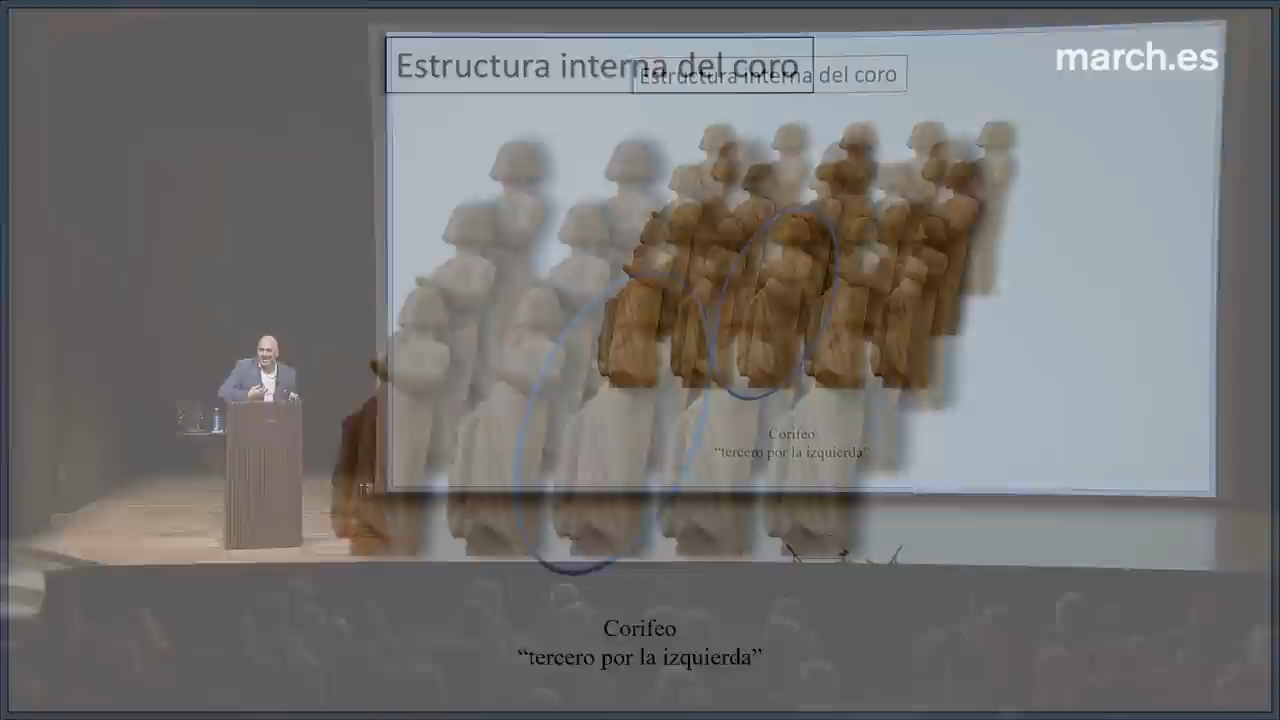 Estructura interna del coro
Estructura interna del coro
march.es
Corifeo
“tercero por la izquierda”
Corifeo
“tercero por la izquierda”